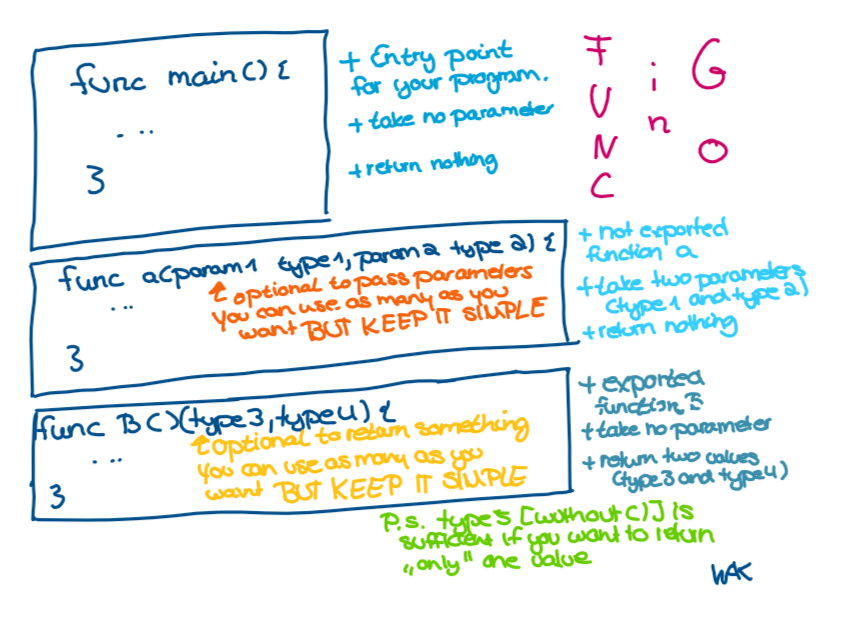 func main() {
...
}
+ Entry point
for your program.
+ take no parameter
+ return nothing
FUNC
in
GO
func a(param1 type1, param2 type2) {
↑ optional to pass parameters
You can use as many as you
want BUT KEEP IT SIMPLE
...
}
+ not exported
function a
+ take two parameters
(type1 and type2)
+ return nothing
func B()(type3, type4) {
↑ optional to return something
You can use as many as you
want BUT KEEP IT SIMPLE
...
}
+ exported
function B
+ take no parameter
+ return two values
(type3 and type4)
P.s. type3 [without ()] is
sufficient if you want to return
„only" one value
WAK